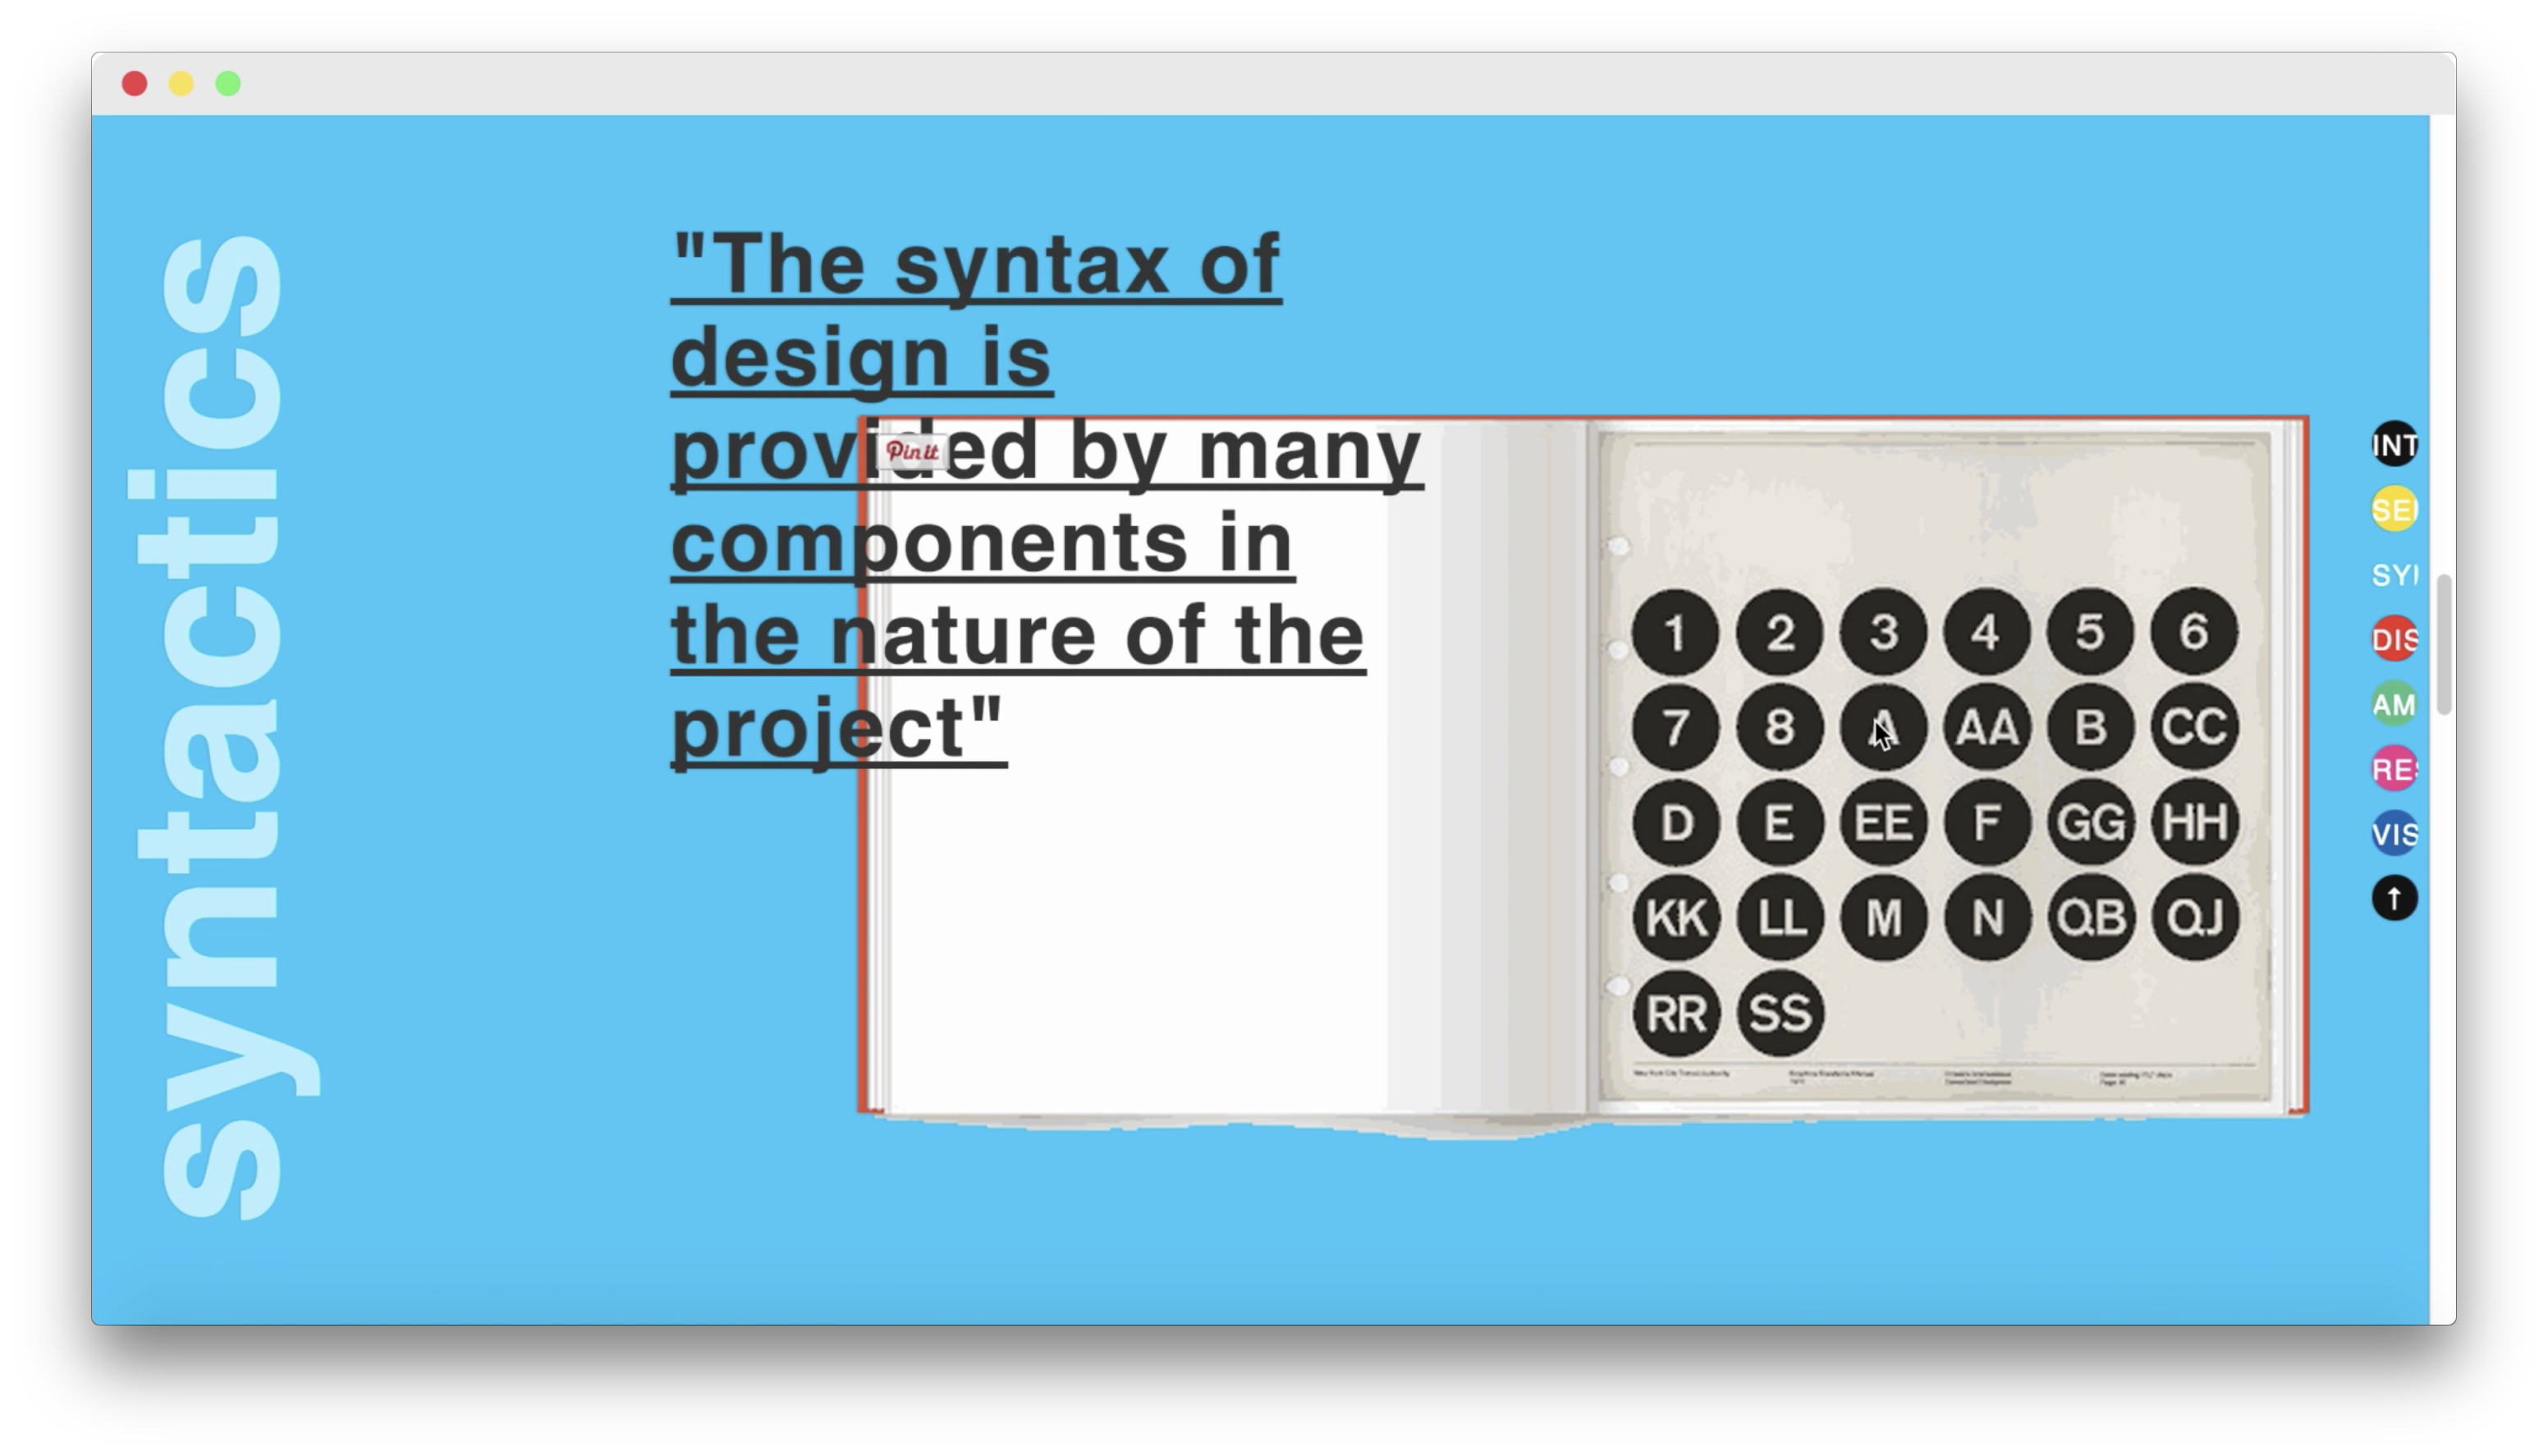 syntactics
"The syntax of
design is
provided by many
components in
the nature of the
project"
Pin it
1 2 3 4 5 6
7 8 A AA B CC
D E EE F GG HH
KK LL M N QB QJ
RR SS
INT
SE
SY
DIS
AM
RE
VIS
↑